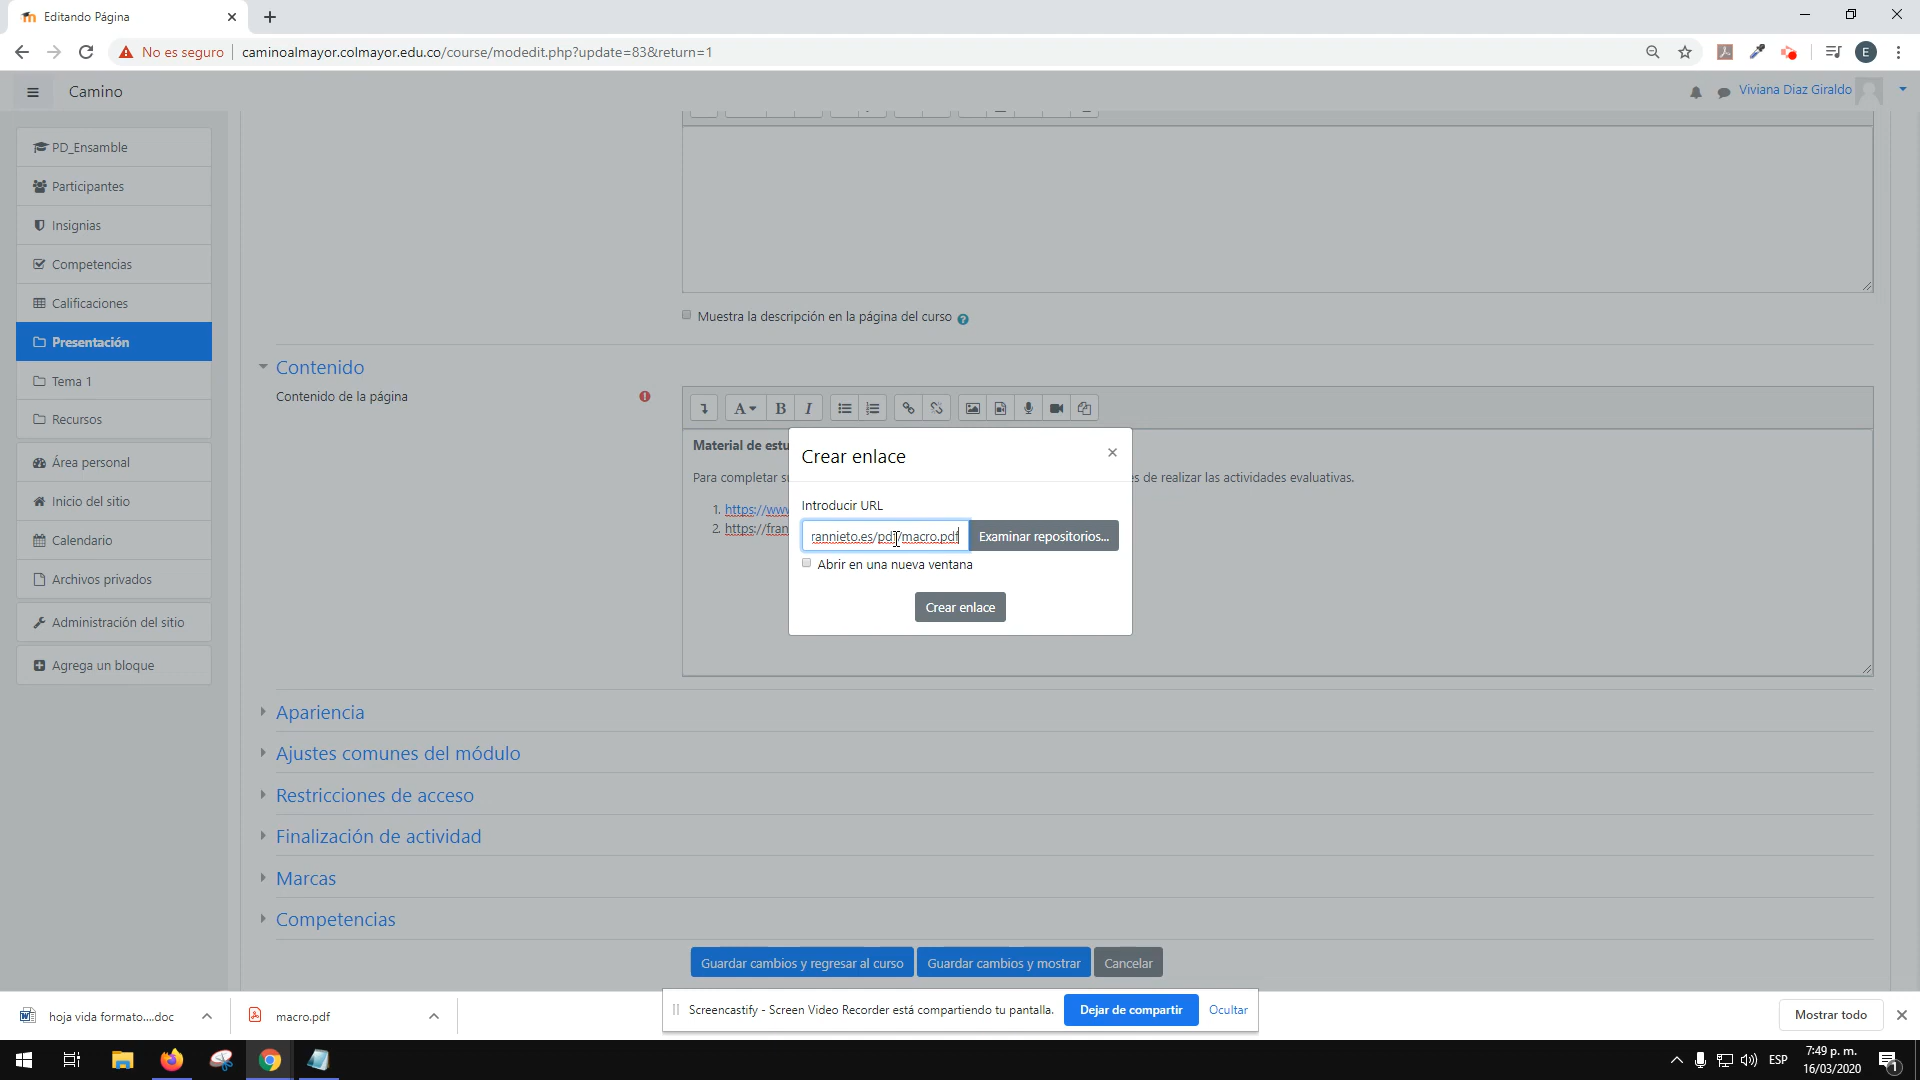 Editando Página
No es seguro
caminoalmayor.colmayor.edu.co/course/modedit.php?update=83&return=1
E
Camino
Viviana Diaz Giraldo
PD_Ensamble
Participantes
Insignias
Competencias
Calificaciones
Presentación
Tema 1
Recursos
Área personal
Inicio del sitio
Calendario
Archivos privados
Administración del sitio
Agrega un bloque
Muestra la descripción en la página del curso
Contenido
Contenido de la página
Material de estu
Para completar s
s de realizar las actividades evaluativas.
1. https://www
2. https://fran
Crear enlace
Introducir URL
rannieto.es/pdf/macro.pdf
Examinar repositorios...
Abrir en una nueva ventana
Crear enlace
Apariencia
Ajustes comunes del módulo
Restricciones de acceso
Finalización de actividad
Marcas
Competencias
Guardar cambios y regresar al curso
Guardar cambios y mostrar
Cancelar
hoja vida formato....doc
macro.pdf
Screencastify - Screen Video Recorder está compartiendo tu pantalla.
Dejar de compartir
Ocultar
Mostrar todo
ESP
7:49 p. m.
16/03/2020
1